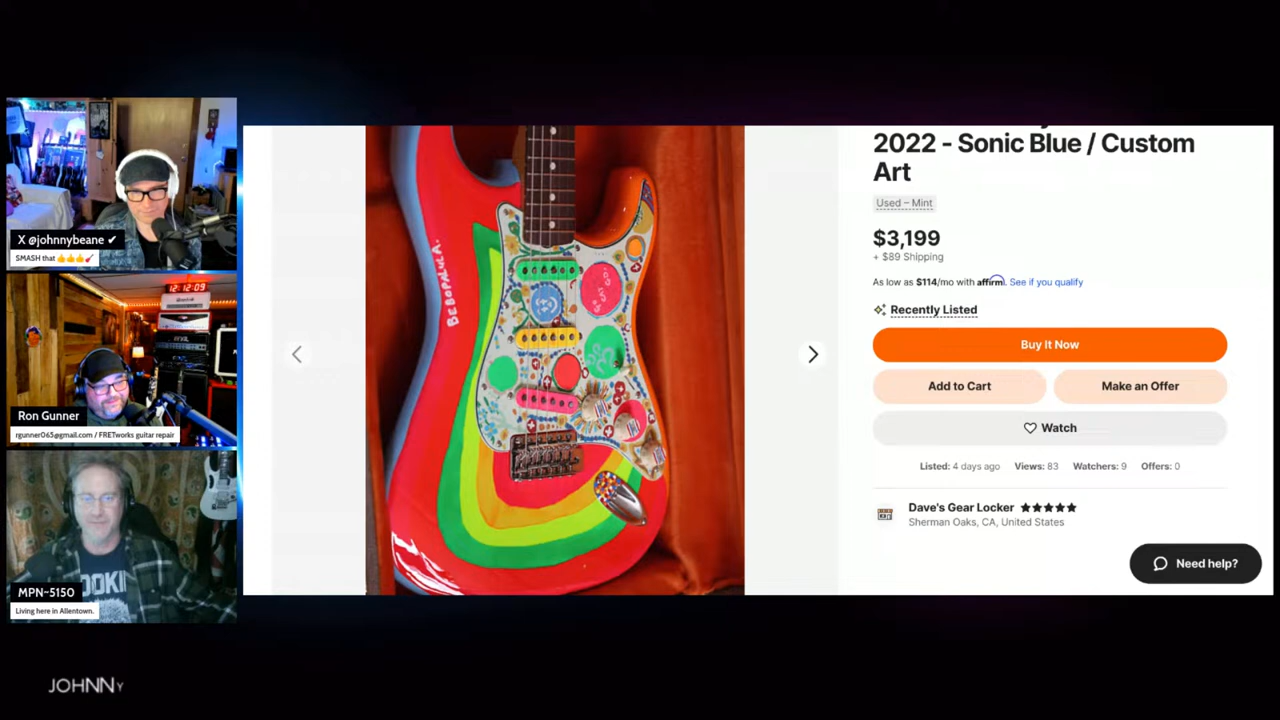 X @johnnybeane ✔
SMASH that 👍👍👍🎸
12:12:09
Ron Gunner
rgunner065@gmail.com / FRETworks guitar repair
MPN-5150
Living here in Allentown.
BEBOPALULA.
2022 - Sonic Blue / Custom
Art
Used – Mint
$3,199
+ $89 Shipping
As low as $114/mo with affirm. See if you qualify
Recently Listed
Buy It Now
Add to Cart
Make an Offer
Watch
Listed: 4 days ago Views: 83 Watchers: 9 Offers: 0
Dave's Gear Locker ★★★★★
Sherman Oaks, CA, United States
Need help?
JOHNNY